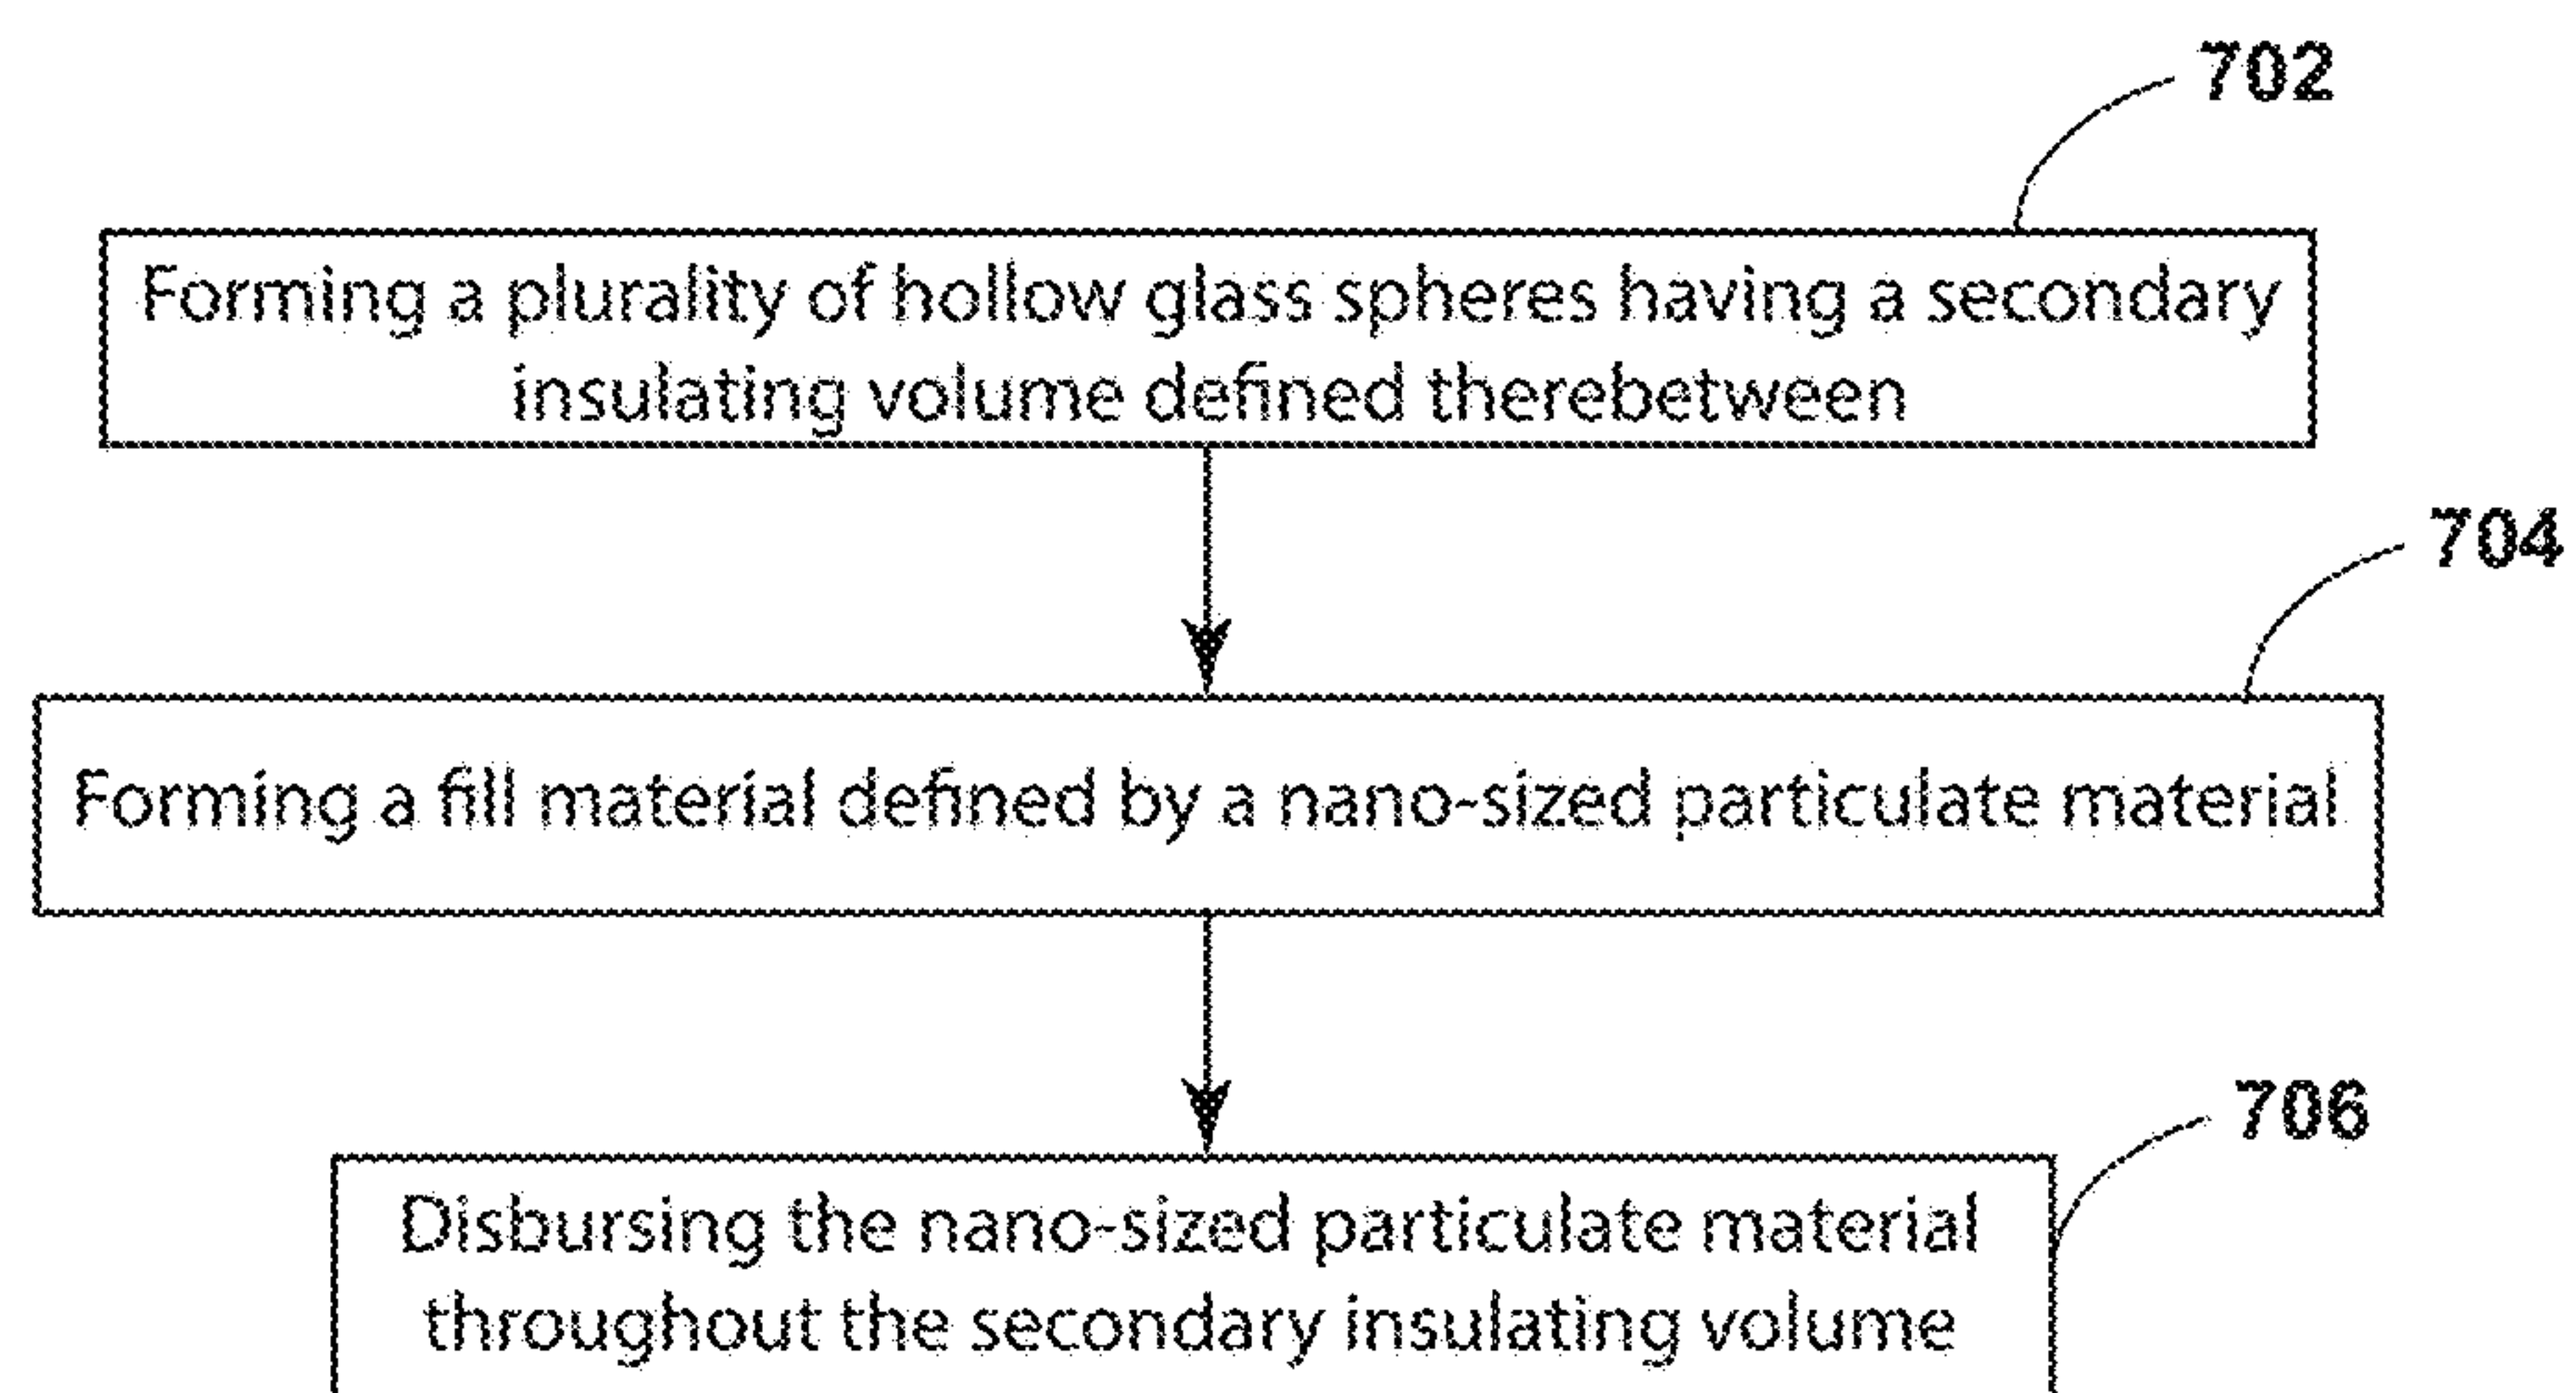 702
Forming a plurality of hollow glass spheres having a secondary
insulating volume defined therebetween
704
Forming a fill material defined by a nano-sized particulate material
706
Disbursing the nano-sized particulate material
throughout the secondary insulating volume